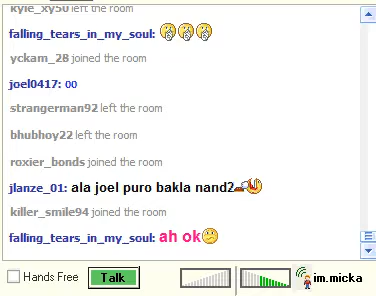 kyle_xy50 left the room
falling_tears_in_my_soul:
yckam_28 joined the room
joel0417: oo
strangerman92 left the room
bhubhoy22 left the room
roxier_bonds joined the room
jlanze_01: ala joel puro bakla nand2
killer_smile94 joined the room
falling_tears_in_my_soul: ah ok
Hands Free Talk im.micka